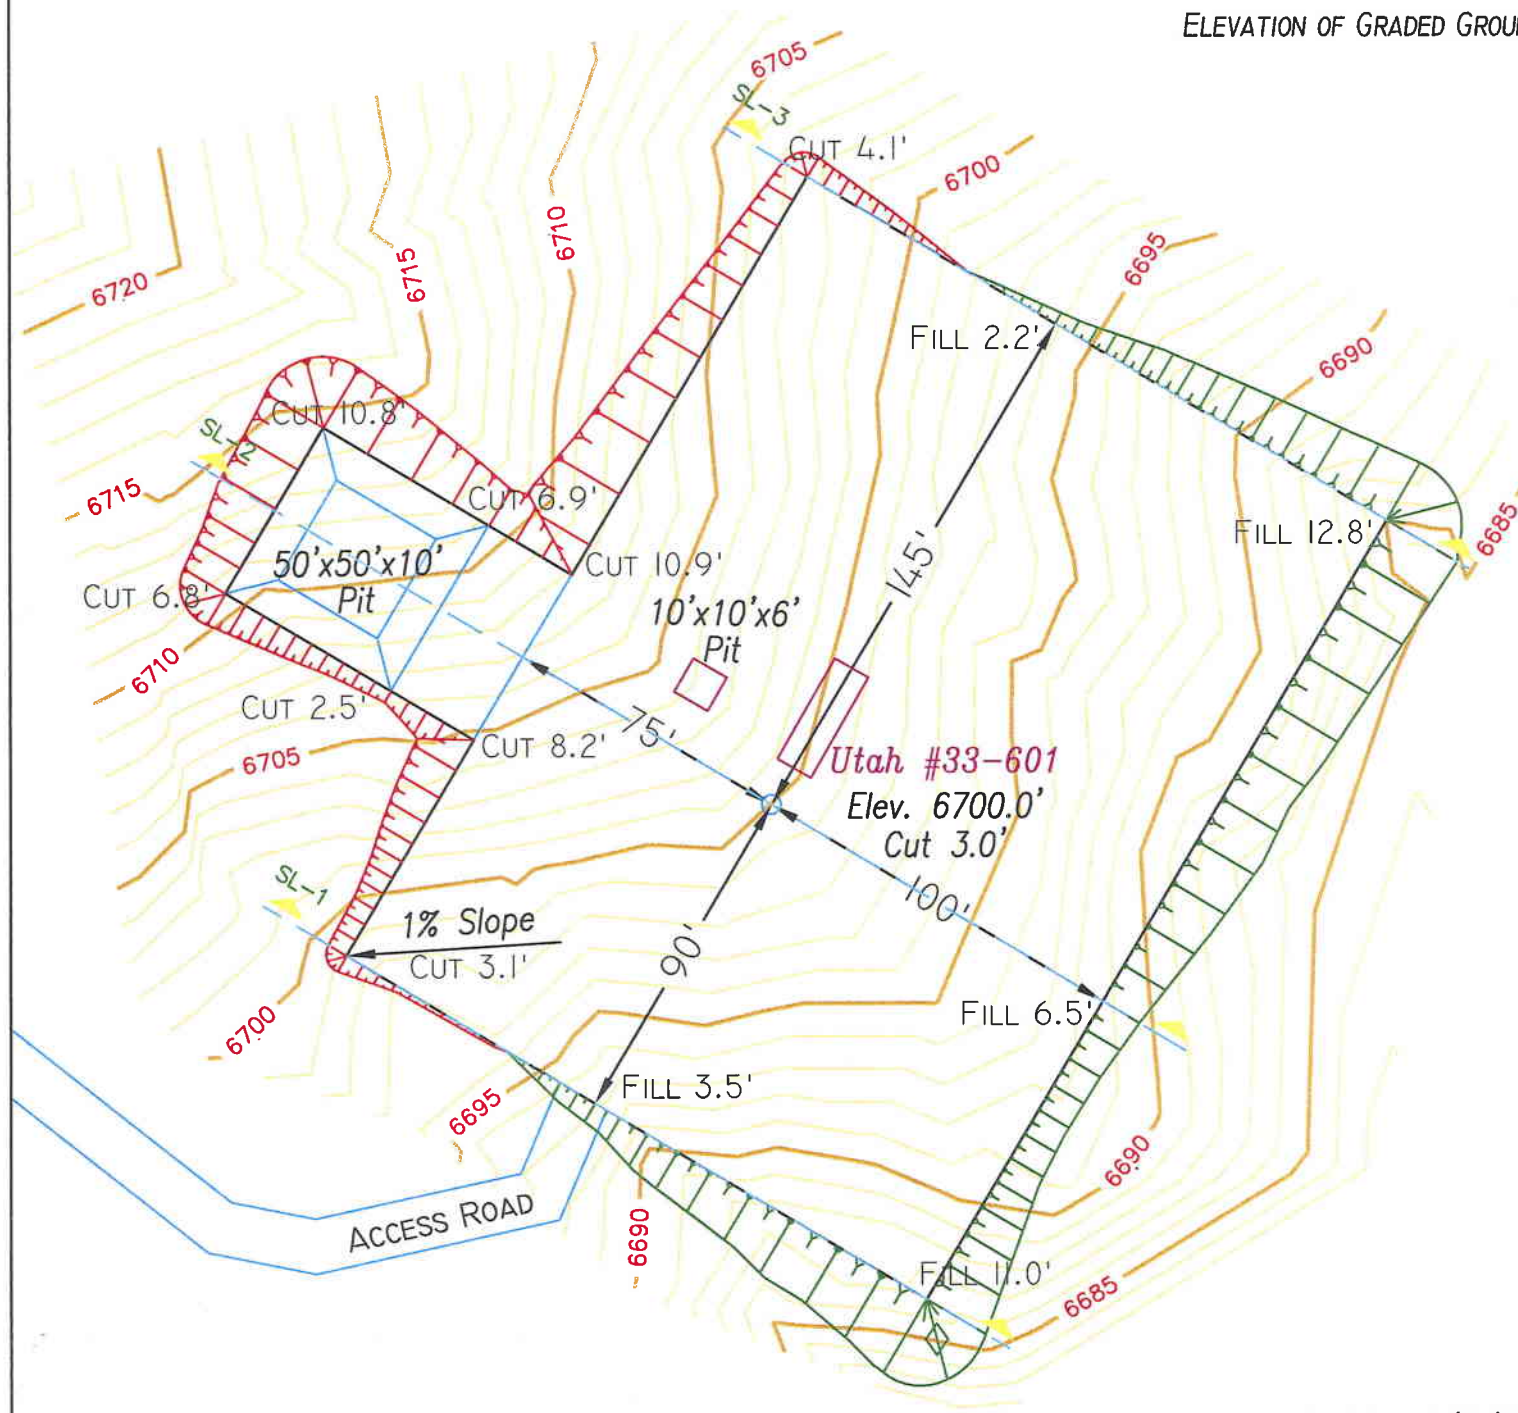 ELEVATION OF GRADED GROU
6705
SL-3
CUT 4.1'
6700
6710
6695
6715
6720
FILL 2.2'
6690
CUT 10.8'
SL-2
6715
CUT 6.9'
FILL 12.8'
6685
50'x50'x10'
Pit
CUT 10.9'
145'
CUT 6.8'
10'x10'x6'
Pit
6710
CUT 2.5'
75'
CUT 8.2'
6705
Utah #33-601
Elev. 6700.0'
Cut 3.0'
SL-1
100'
1% Slope
CUT 3.1'
90'
6700
FILL 6.5'
FILL 3.5'
6695
6690
ACCESS ROAD
6690
FILL 11.0'
6685